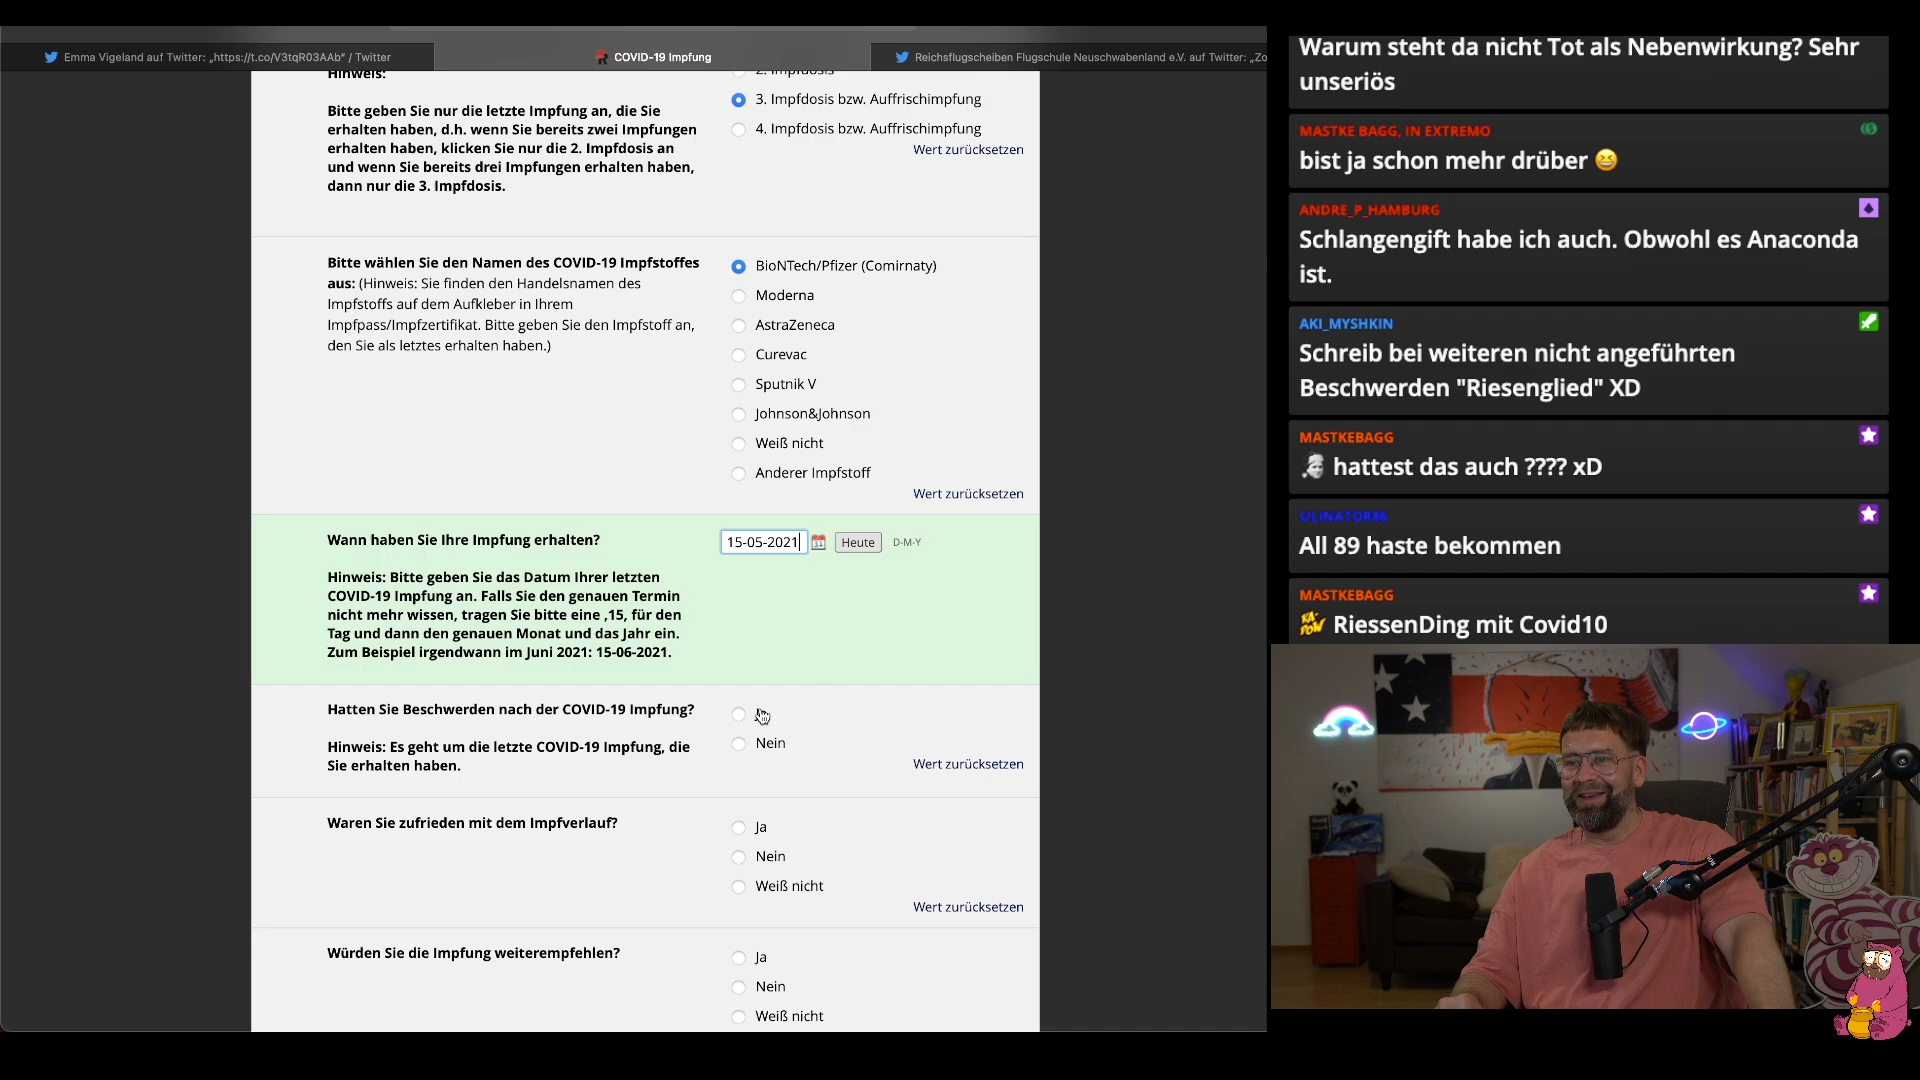 Emma Vigeland auf Twitter: „https://t.co/V3tqR03AAb“ / Twitter
COVID-19 Impfung
Reichsflugscheiben Flugschule Neuschwabenland e.V. auf Twitter: „Zo
Hinweis:
Bitte geben Sie nur die letzte Impfung an, die Sie
erhalten haben, d.h. wenn Sie bereits zwei Impfungen
erhalten haben, klicken Sie nur die 2. Impfdosis an
und wenn Sie bereits drei Impfungen erhalten haben,
dann nur die 3. Impfdosis.
2. Impfdosis
3. Impfdosis bzw. Auffrischimpfung
4. Impfdosis bzw. Auffrischimpfung
Wert zurücksetzen
Bitte wählen Sie den Namen des COVID-19 Impfstoffes
aus: (Hinweis: Sie finden den Handelsnamen des
Impfstoffs auf dem Aufkleber in Ihrem
Impfpass/Impfzertifikat. Bitte geben Sie den Impfstoff an,
den Sie als letztes erhalten haben.)
BioNTech/Pfizer (Comirnaty)
Moderna
AstraZeneca
Curevac
Sputnik V
Johnson&Johnson
Weiß nicht
Anderer Impfstoff
Wert zurücksetzen
Wann haben Sie Ihre Impfung erhalten?
15-05-2021
Heute
D-M-Y
Hinweis: Bitte geben Sie das Datum Ihrer letzten
COVID-19 Impfung an. Falls Sie den genauen Termin
nicht mehr wissen, tragen Sie bitte eine ‚15‚ für den
Tag und dann den genauen Monat und das Jahr ein.
Zum Beispiel irgendwann im Juni 2021: 15-06-2021.
Hatten Sie Beschwerden nach der COVID-19 Impfung?
Hinweis: Es geht um die letzte COVID-19 Impfung, die
Sie erhalten haben.
Nein
Wert zurücksetzen
Waren Sie zufrieden mit dem Impfverlauf?
Ja
Nein
Weiß nicht
Wert zurücksetzen
Würden Sie die Impfung weiterempfehlen?
Ja
Nein
Weiß nicht
Warum steht da nicht Tot als Nebenwirkung? Sehr
unseriös
MASTKE BAGG, IN EXTREMO
bist ja schon mehr drüber 😆
ANDRE_P_HAMBURG
Schlangengift habe ich auch. Obwohl es Anaconda
ist.
AKI_MYSHKIN
Schreib bei weiteren nicht angeführten
Beschwerden "Riesenglied" XD
MASTKEBAGG
hattest das auch ???? xD
ULINATOR86
All 89 haste bekommen
MASTKEBAGG
KA-POW RiessenDing mit Covid10